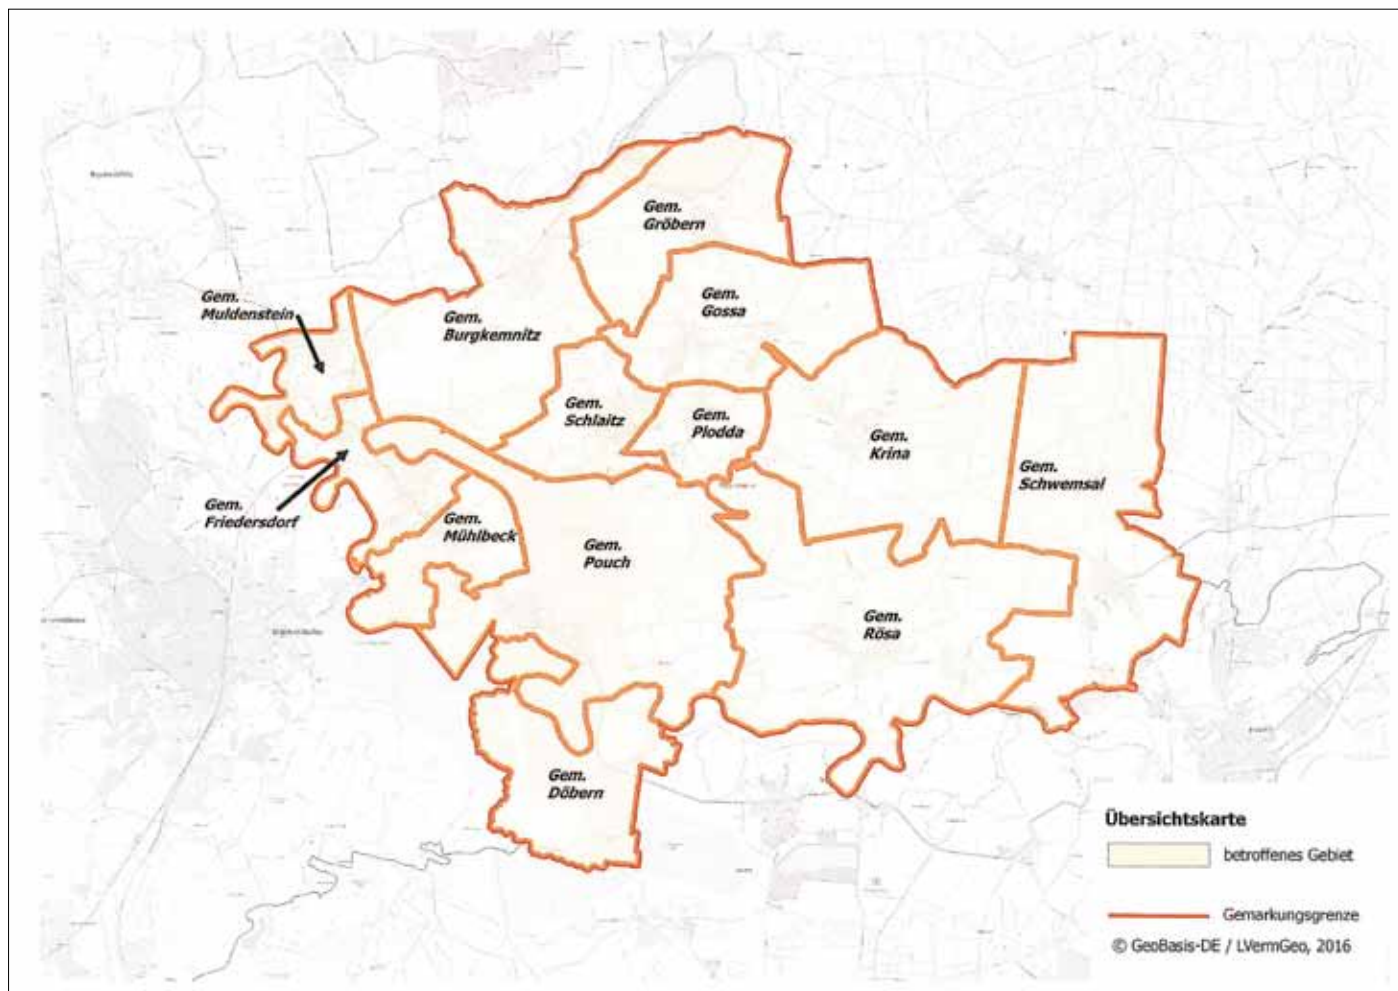 Gem.
Gröbern
Gem.
Gossa
Gem.
Muldenstein
Gem.
Burgkemnitz
Gem.
Schlaitz
Gem.
Plodda
Gem.
Krina
Gem.
Schwemsal
Gem.
Friedersdorf
Gem.
Mühlbeck
Gem.
Pouch
Gem.
Rösa
Gem.
Döbern
Übersichtskarte
betroffenes Gebiet
Gemarkungsgrenze
© GeoBasis-DE / LVermGeo, 2016